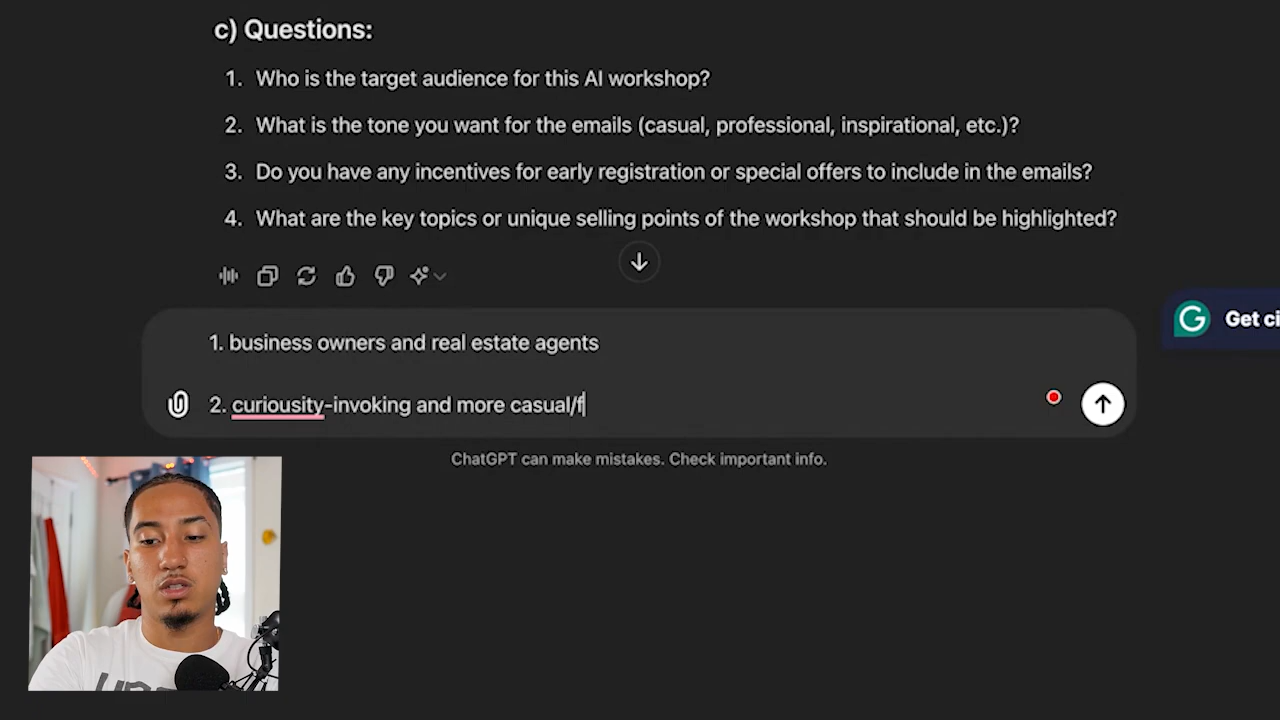 c) Questions:
1. Who is the target audience for this AI workshop?
2. What is the tone you want for the emails (casual, professional, inspirational, etc.)?
3. Do you have any incentives for early registration or special offers to include in the emails?
4. What are the key topics or unique selling points of the workshop that should be highlighted?
1. business owners and real estate agents
Get ci
2. curiousity-invoking and more casual/f
ChatGPT can make mistakes. Check important info.